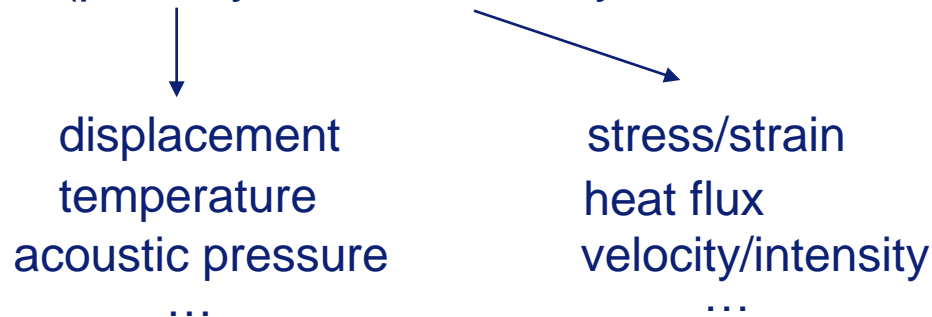 displacement stress/strain
temperature heat flux
acoustic pressure velocity/intensity
… …